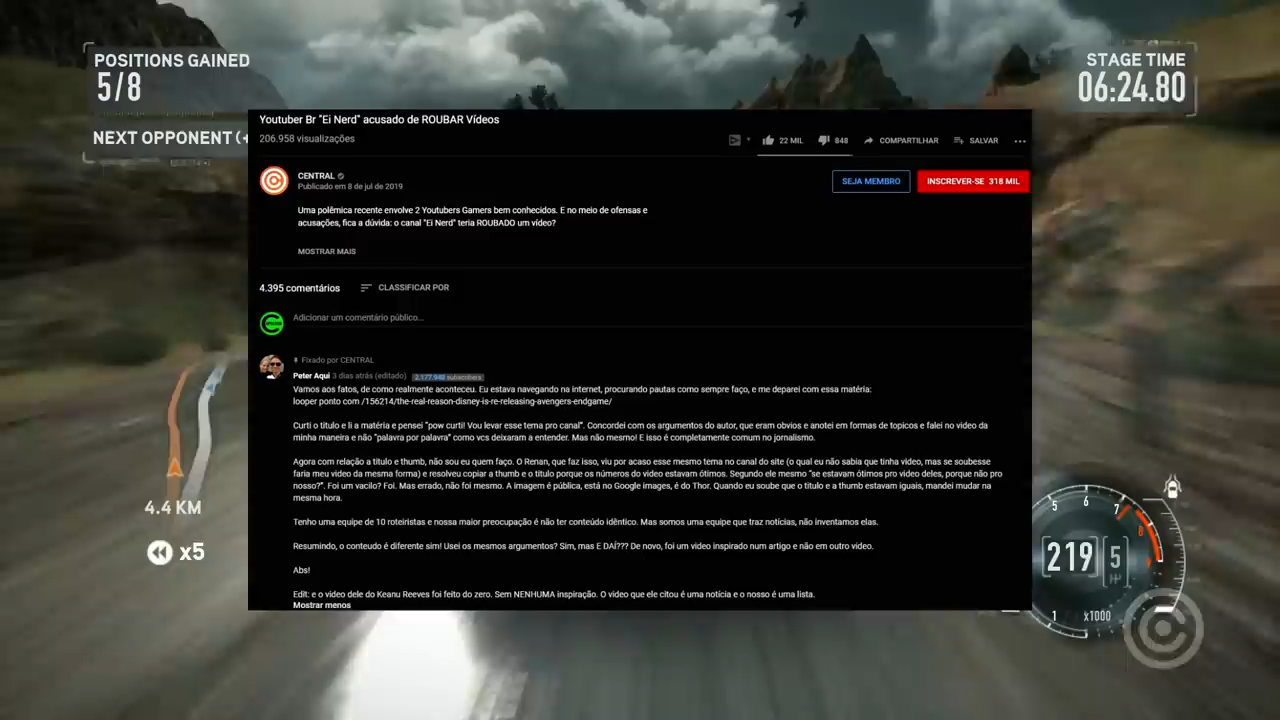 POSITIONS GAINED
5/8
NEXT OPPONENT (+
STAGE TIME
06:24.80
Youtuber Br "Ei Nerd" acusado de ROUBAR Vídeos
206.958 visualizações
22 MIL
848
COMPARTILHAR
SALVAR
CENTRAL
Publicado em 8 de jul de 2019
SEJA MEMBRO
INSCREVER-SE 318 MIL
Uma polêmica recente envolve 2 Youtubers Gamers bem conhecidos. E no meio de ofensas e
acusações, fica a dúvida: o canal "Ei Nerd" teria ROUBADO um vídeo?
MOSTRAR MAIS
4.395 comentários
CLASSIFICAR POR
Adicionar um comentário público...
Fixado por CENTRAL
Peter Aqui 3 dias atrás (editado) subscribers
Vamos aos fatos, de como realmente aconteceu. Eu estava navegando na internet, procurando pautas como sempre faço, e me deparei com essa matéria:
looper ponto com /156214/the-real-reason-disney-is-re-releasing-avengers-endgame/
Curti o titulo e li a matéria e pensei "pow curti! Vou levar esse tema pro canal". Concordei com os argumentos do autor, que eram obvios e anotei em formas de topicos e falei no video da
minha maneira e não "palavra por palavra" como vcs deixaram a entender. Mas não mesmo! E isso é completamente comum no jornalismo.
Agora com relação a titulo e thumb, não sou eu quem faço. O Renan, que faz isso, viu por acaso esse mesmo tema no canal do site (o qual eu não sabia que tinha video, mas se soubesse
faria meu video da mesma forma) e resolveu copiar a thumb e o titulo porque os números do video estavam ótimos. Segundo ele mesmo "se estavam ótimos pro video deles, porque não pro
nosso?". Foi um vacilo? Foi. Mas errado, não foi mesmo. A imagem é pública, está no Google images, é do Thor. Quando eu soube que o titulo e a thumb estavam iguais, mandei mudar na
mesma hora.
Tenho uma equipe de 10 roteiristas e nossa maior preocupação é não ter conteúdo idêntico. Mas somos uma equipe que traz notícias, não inventamos elas.
Resumindo, o conteudo é diferente sim! Usei os mesmos argumentos? Sim, mas E DAÍ??? De novo, foi um video inspirado num artigo e não em outro video.
Abs!
Edit: e o video dele do Keanu Reeves foi feito do zero. Sem NENHUMA inspiração. O video que ele citou é uma notícia e o nosso é uma lista.
Mostrar menos
4.4 KM
x5
5
6
7
8
219
5
1
x1000